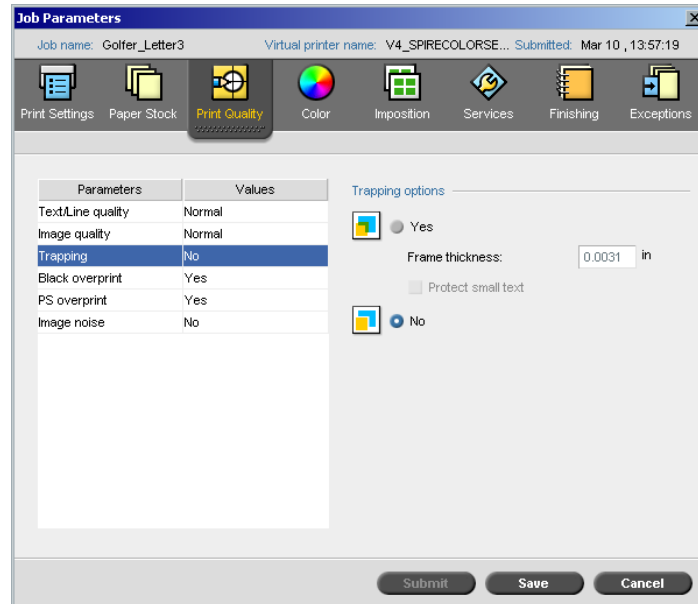 Job Parameters
Job name: Golfer_Letter3 Virtual printer name: V4_SPIRECOLORSE... Submitted: Mar 10 , 13:57:19
Print Settings Paper Stock Print Quality Color Imposition Services Finishing Exceptions
Parameters Values
Text/Line quality Normal
Image quality Normal
Trapping No
Black overprint Yes
PS overprint Yes
Image noise No
Trapping options
Yes
Frame thickness: 0.0031 in
Protect small text
No
Submit Save Cancel